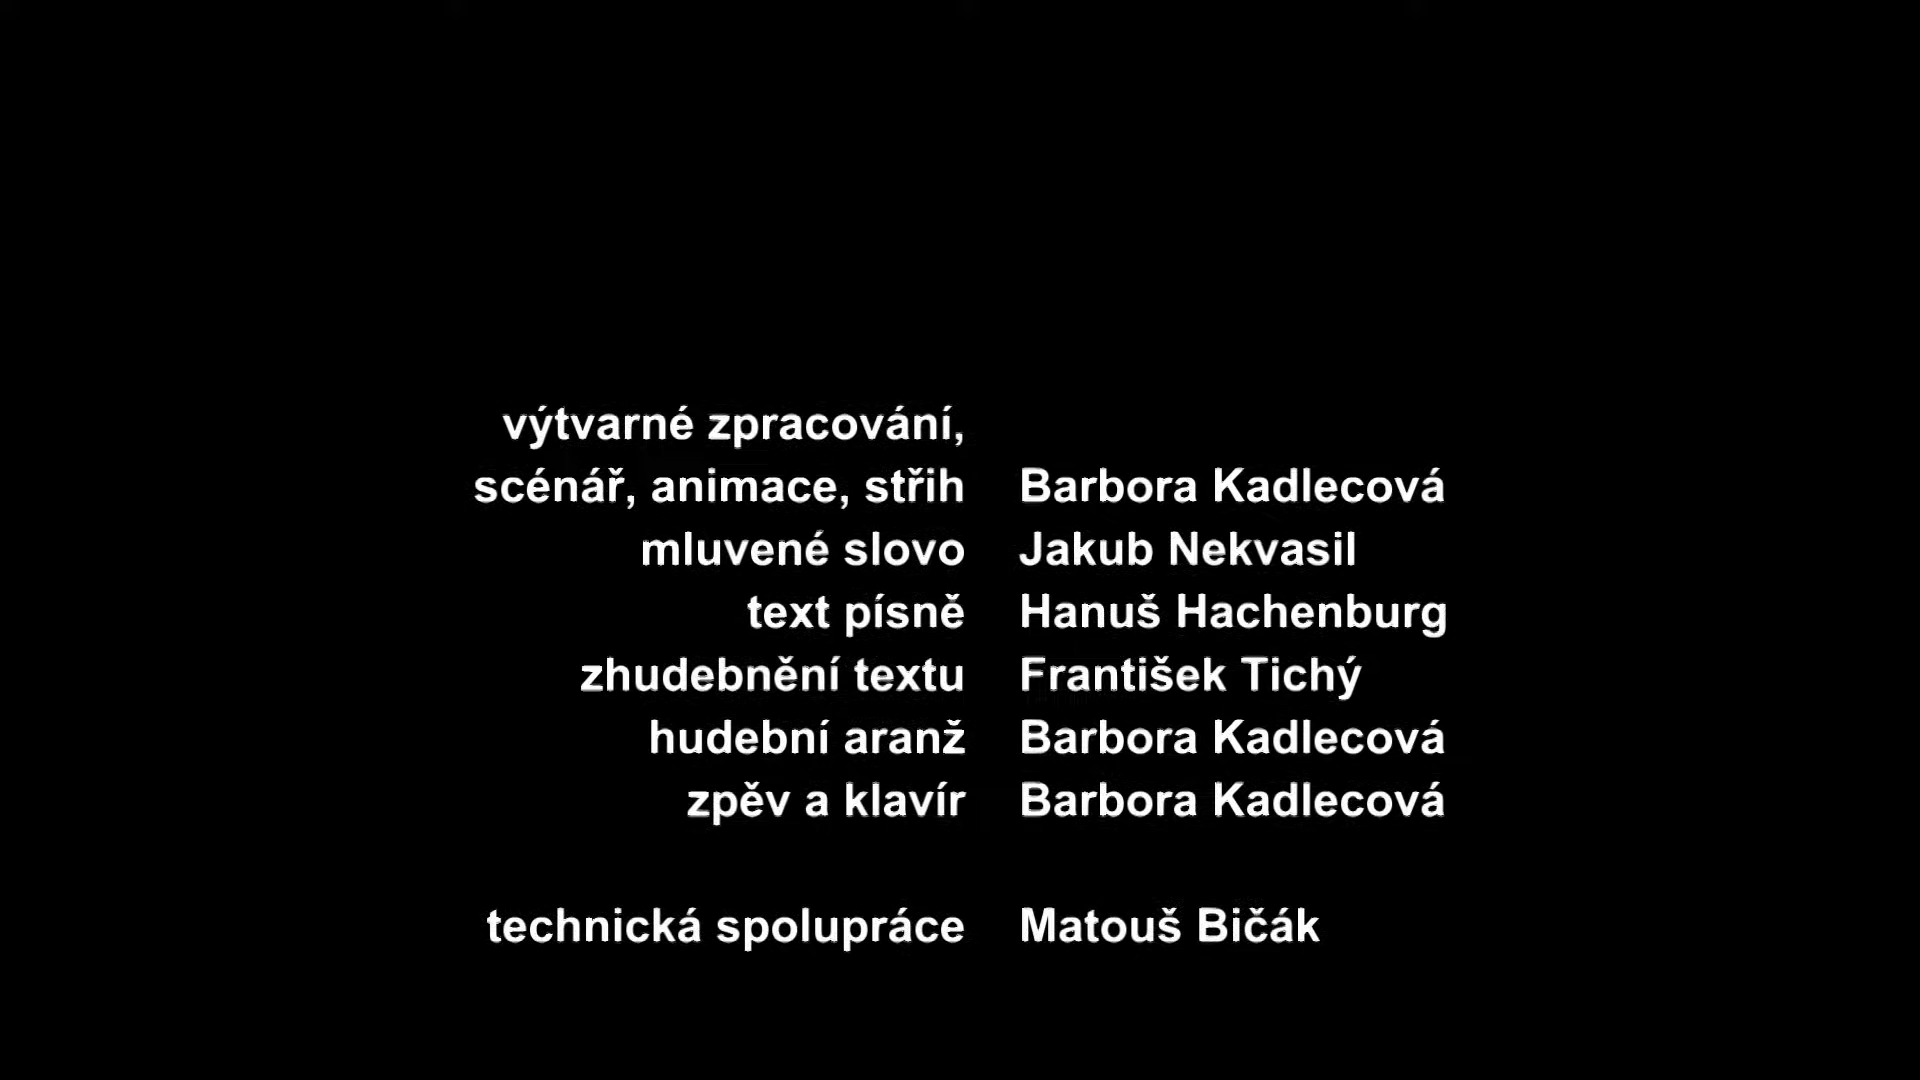 výtvarné zpracování,
scénář, animace, střih Barbora Kadlecová
mluvené slovo Jakub Nekvasil
text písně Hanuš Hachenburg
zhudebnění textu František Tichý
hudební aranž Barbora Kadlecová
zpěv a klavír Barbora Kadlecová
technická spolupráce Matouš Bičák